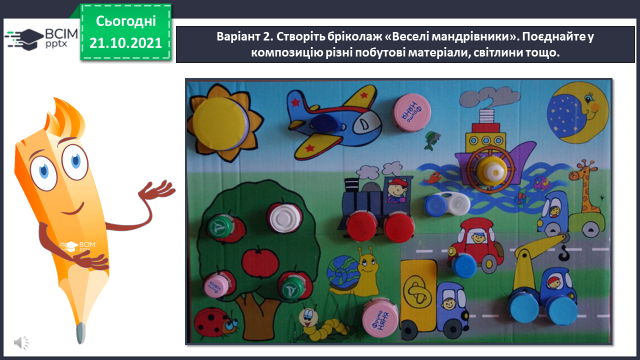 ВСІМ
pptx
Сьогодні
21.10.2021
Варіант 2. Створіть бріколаж «Веселі мандрівники». Поєднайте у
композицію різні побутові матеріали, світлини тощо.
ВСІМ
pptx